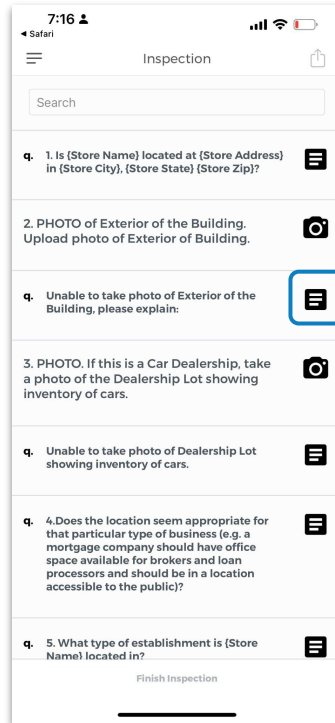 7:16
◄ Safari
Inspection
Search
q. 1. Is {Store Name} located at {Store Address}
in {Store City}, {Store State} {Store Zip}?
2. PHOTO of Exterior of the Building.
Upload photo of Exterior of Building.
q. Unable to take photo of Exterior of the
Building, please explain:
3. PHOTO. If this is a Car Dealership, take
a photo of the Dealership Lot showing
inventory of cars.
q. Unable to take photo of Dealership Lot
showing inventory of cars.
q. 4.Does the location seem appropriate for
that particular type of business (e.g. a
mortgage company should have office
space available for brokers and loan
processors and should be in a location
accessible to the public)?
q. 5. What type of establishment is {Store
Name} located in?
Finish Inspection